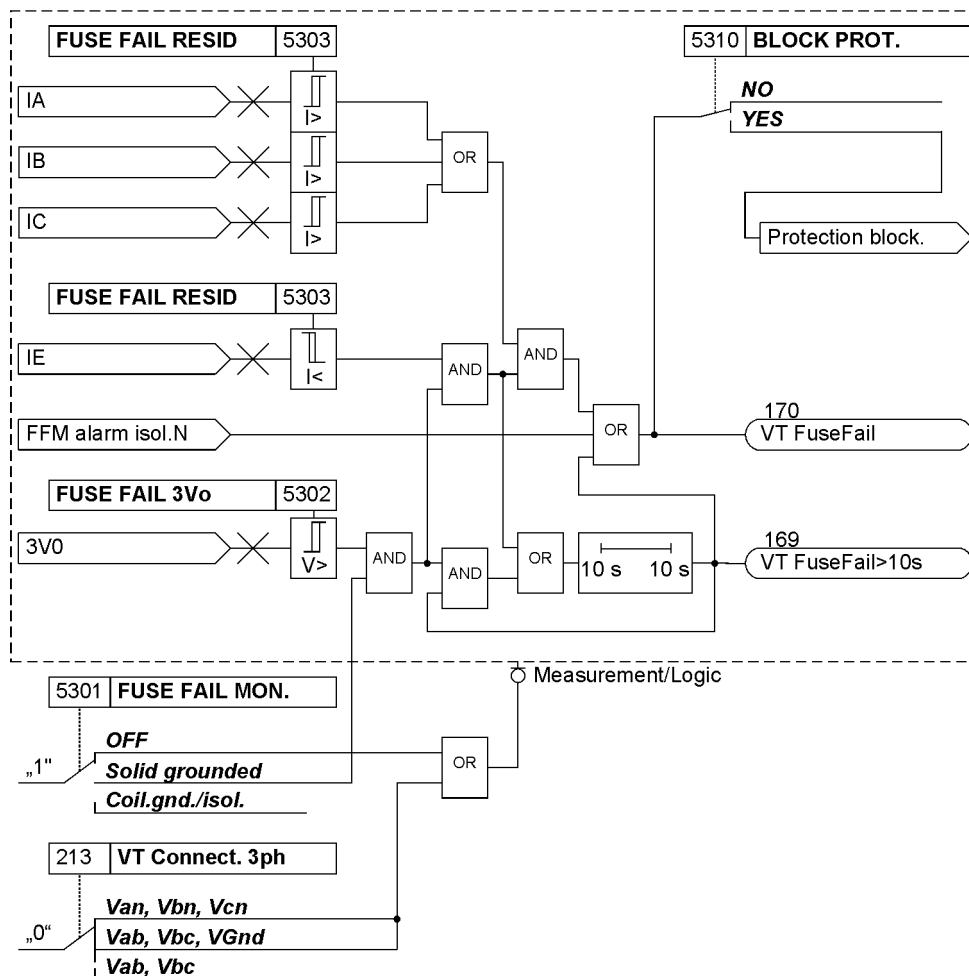 FUSE FAIL RESID 5303
5310 BLOCK PROT.
IA
I>
NO
YES
IB
I>
OR
IC
I>
Protection block.
FUSE FAIL RESID 5303
IE
I<
AND
AND
FFM alarm isol.N
OR
170
VT FuseFail
FUSE FAIL 3Vo 5302
3V0
V>
AND
AND
OR
10 s 10 s
169
VT FuseFail>10s
Measurement/Logic
5301 FUSE FAIL MON.
„1"
OFF
Solid grounded
Coil.gnd./isol.
OR
213 VT Connect. 3ph
„0“
Van, Vbn, Vcn
Vab, Vbc, VGnd
Vab, Vbc